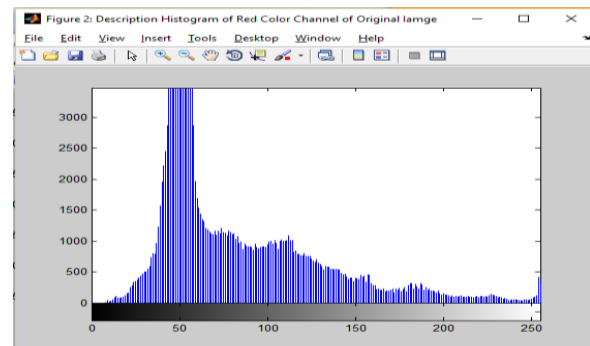 Figure 2: Description Histogram of Red Color Channel of Original Iamge
File Edit View Insert Tools Desktop Window Help
3000
2500
2000
1500
1000
500
0
0 50 100 150 200 250